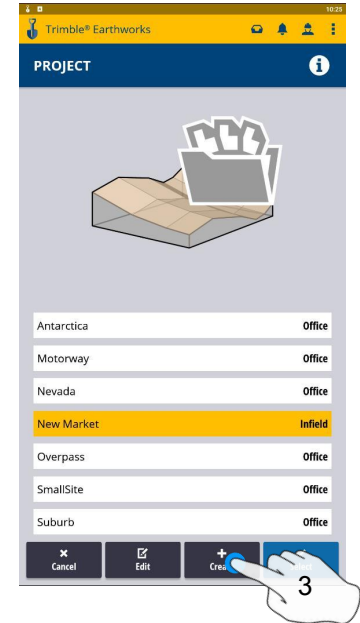 10:25
Trimble® Earthworks
PROJECT
Antarctica Office
Motorway Office
Nevada Office
New Market Infield
Overpass Office
SmallSite Office
Suburb Office
Cancel Edit
3